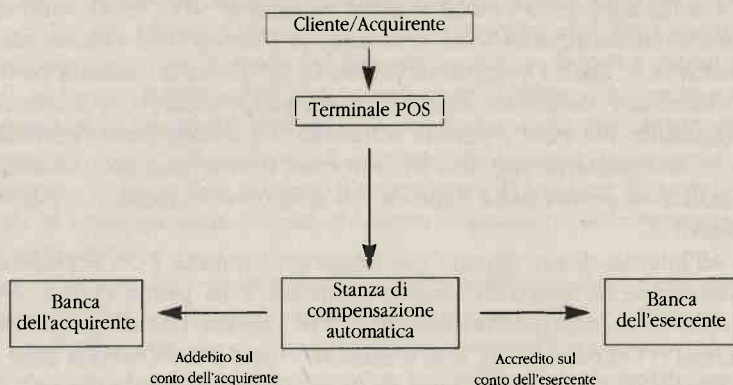 Cliente/Acquirente
Terminale POS
Banca
dell'acquirente
Stanza di
compensazione
automatica
Banca
dell'esercente
Addebito sul
conto dell'acquirente
Accredito sul
conto dell'esercente